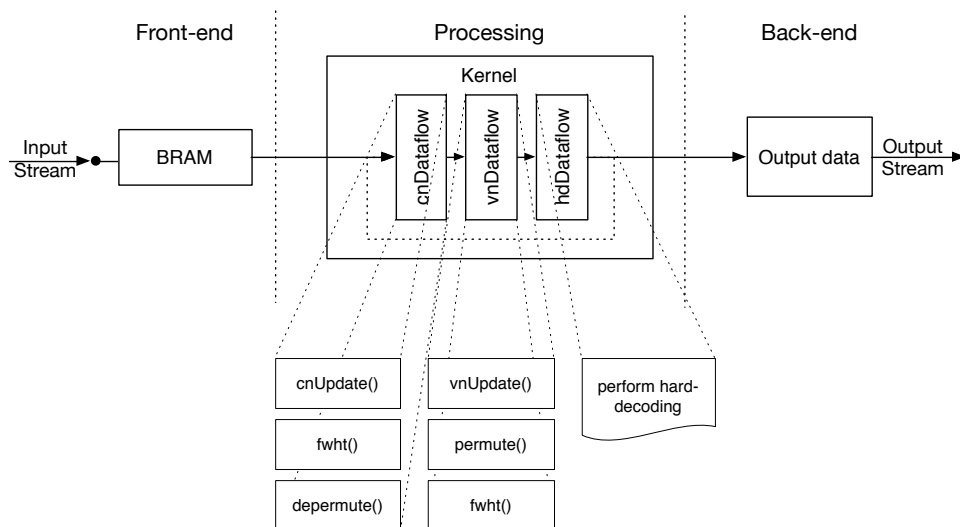 Front-end
Processing
Back-end
Kernel
Input
Stream
BRAM
cnDataflow
vnDataflow
hdDataflow
Output data
Output
Stream
cnUpdate()
fwht()
depermute()
vnUpdate()
permute()
fwht()
perform hard-
decoding